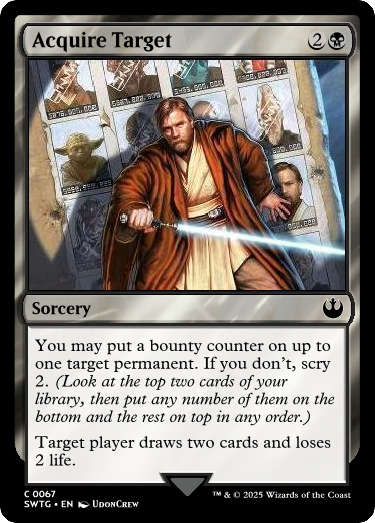 Acquire Target 2
Sorcery
You may put a bounty counter on up to
one target permanent. If you don't, scry
2. (Look at the top two cards of your
library, then put any number of them on the
bottom and the rest on top in any order.)
Target player draws two cards and loses
2 life.
C 0067
SWTG • EN UDONCREW
™ & © 2025 Wizards of the Coast